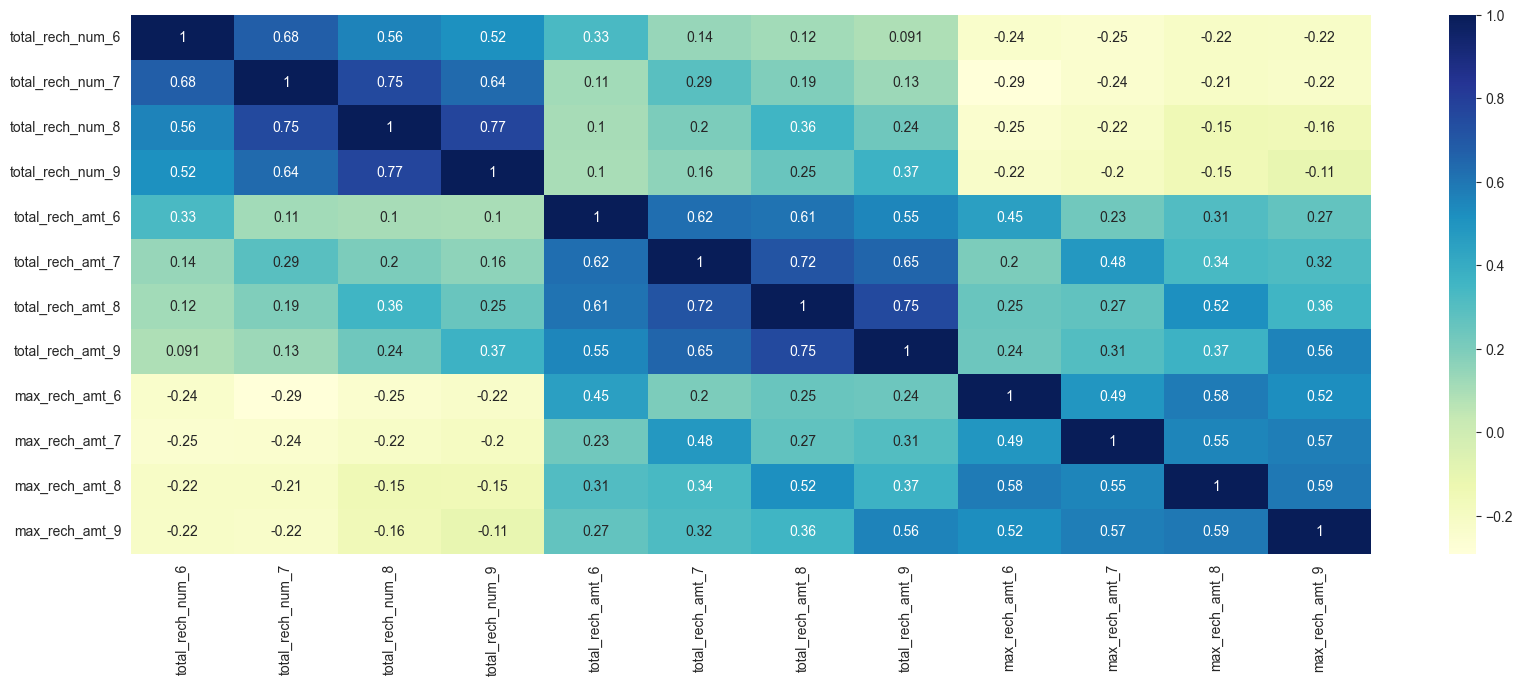 total_rech_num_6 1 0.68 0.56 0.52 0.33 0.14 0.12 0.091 -0.24 -0.25 -0.22 -0.22
total_rech_num_7 0.68 1 0.75 0.64 0.11 0.29 0.19 0.13 -0.29 -0.24 -0.21 -0.22
total_rech_num_8 0.56 0.75 1 0.77 0.1 0.2 0.36 0.24 -0.25 -0.22 -0.15 -0.16
total_rech_num_9 0.52 0.64 0.77 1 0.1 0.16 0.25 0.37 -0.22 -0.2 -0.15 -0.11
total_rech_amt_6 0.33 0.11 0.1 0.1 1 0.62 0.61 0.55 0.45 0.23 0.31 0.27
total_rech_amt_7 0.14 0.29 0.2 0.16 0.62 1 0.72 0.65 0.2 0.48 0.34 0.32
total_rech_amt_8 0.12 0.19 0.36 0.25 0.61 0.72 1 0.75 0.25 0.27 0.52 0.36
total_rech_amt_9 0.091 0.13 0.24 0.37 0.55 0.65 0.75 1 0.24 0.31 0.37 0.56
max_rech_amt_6 -0.24 -0.29 -0.25 -0.22 0.45 0.2 0.25 0.24 1 0.49 0.58 0.52
max_rech_amt_7 -0.25 -0.24 -0.22 -0.2 0.23 0.48 0.27 0.31 0.49 1 0.55 0.57
max_rech_amt_8 -0.22 -0.21 -0.15 -0.15 0.31 0.34 0.52 0.37 0.58 0.55 1 0.59
max_rech_amt_9 -0.22 -0.22 -0.16 -0.11 0.27 0.32 0.36 0.56 0.52 0.57 0.59 1
total_rech_num_6
total_rech_num_7
total_rech_num_8
total_rech_num_9
total_rech_amt_6
total_rech_amt_7
total_rech_amt_8
total_rech_amt_9
max_rech_amt_6
max_rech_amt_7
max_rech_amt_8
max_rech_amt_9
1.0
0.8
0.6
0.4
0.2
0.0
−0.2